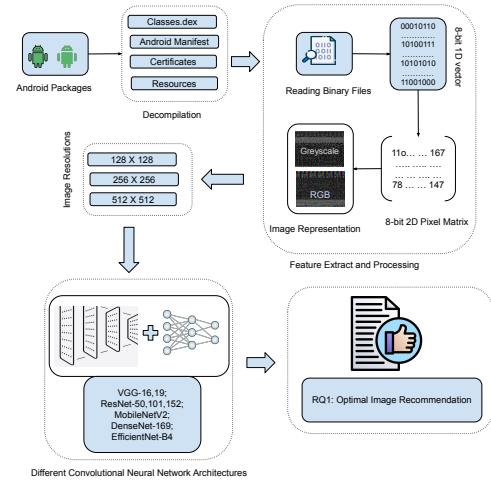 Android Packages
Classes.dex
Android Manifest
Certificates
Resources
Decompilation
Reading Binary Files
00010110
..............
10100111
..............
10101010
..............
11001000
8-bit 1D vector
11o... ... 167
..... ..... ....
.... ... ... ....
78 ... ... 147
8-bit 2D Pixel Matrix
Greyscale
RGB
Image Representation
Feature Extract and Processing
Image Resolutions
128 X 128
256 X 256
512 X 512
VGG-16,19;
ResNet-50,101,152;
MobileNetV2;
DenseNet-169;
EfficientNet-B4
Different Convolutional Neural Network Architectures
RQ1: Optimal Image Recommendation